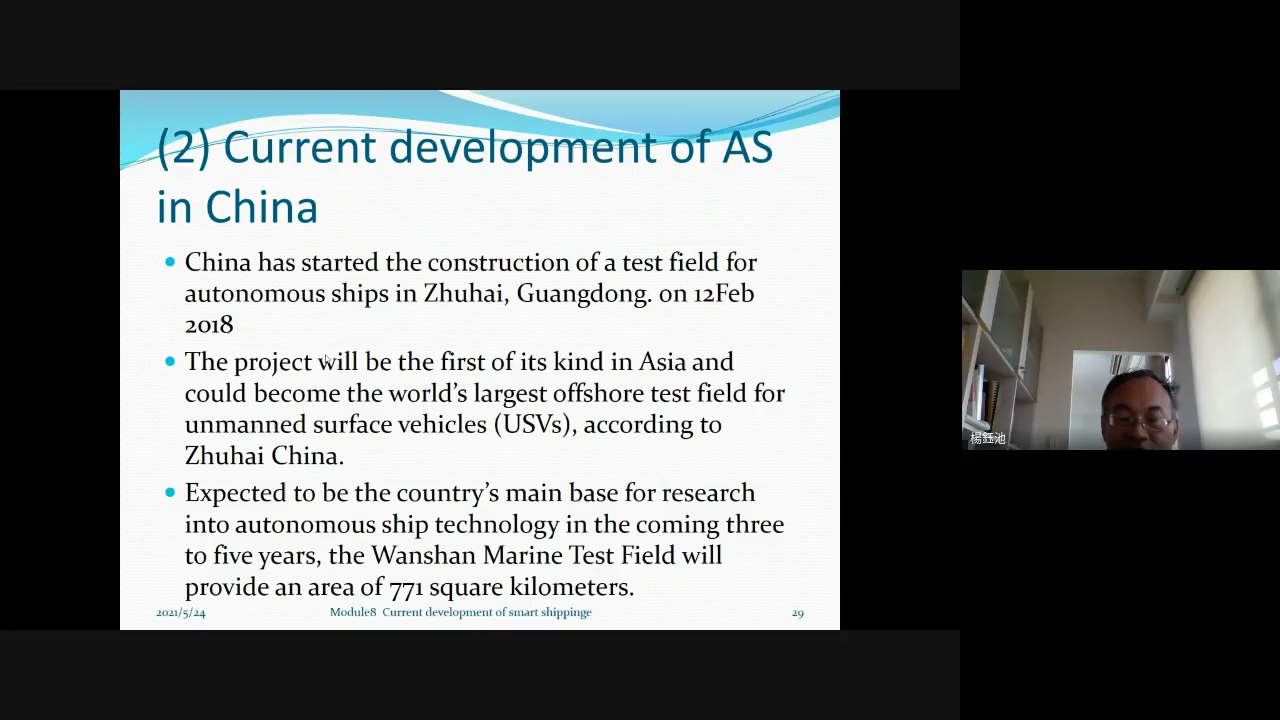 (2) Current development of AS
in China
• China has started the construction of a test field for
autonomous ships in Zhuhai, Guangdong. on 12Feb
2018
• The project will be the first of its kind in Asia and
could become the world's largest offshore test field for
unmanned surface vehicles (USVs), according to
Zhuhai China.
• Expected to be the country's main base for research
into autonomous ship technology in the coming three
to five years, the Wanshan Marine Test Field will
provide an area of 771 square kilometers.
2021/5/24 Module8 Current development of smart shippinge 29
楊鈺池